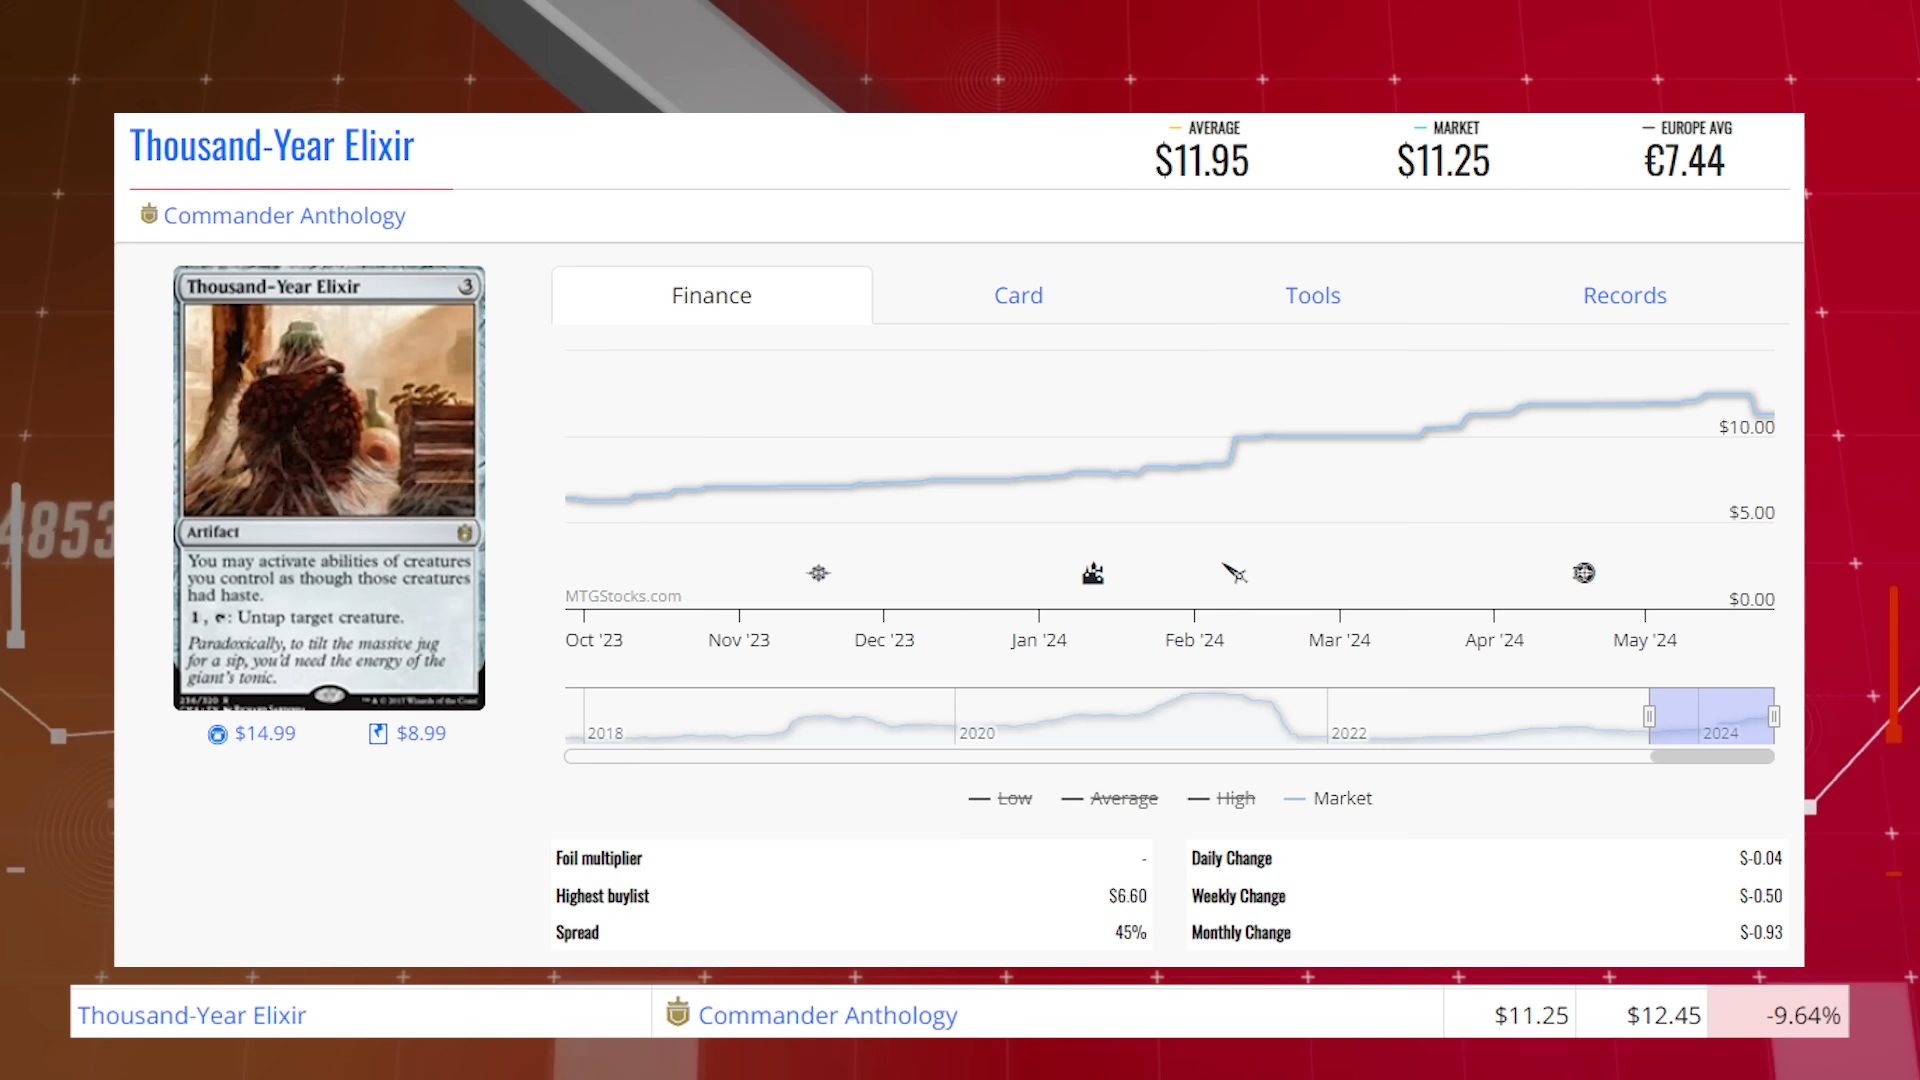 Thousand-Year Elixir
AVERAGE
$11.95
MARKET
$11.25
EUROPE AVG
€7.44
Commander Anthology
Thousand-Year Elixir 3
Artifact
You may activate abilities of creatures
you control as though those creatures
had haste.
1, : Untap target creature.
Paradoxically, to tilt the massive jug
for a sip, you'd need the energy of the
giant's tonic.
$14.99
$8.99
Finance
Card
Tools
Records
$10.00
$5.00
$0.00
MTGStocks.com
Oct '23
Nov '23
Dec '23
Jan '24
Feb '24
Mar '24
Apr '24
May '24
2018
2020
2022
2024
Low
Average
High
Market
Foil multiplier -
Highest buylist $6.60
Spread 45%
Daily Change $-0.04
Weekly Change $-0.50
Monthly Change $-0.93
4853
Thousand-Year Elixir
Commander Anthology
$11.25
$12.45
-9.64%